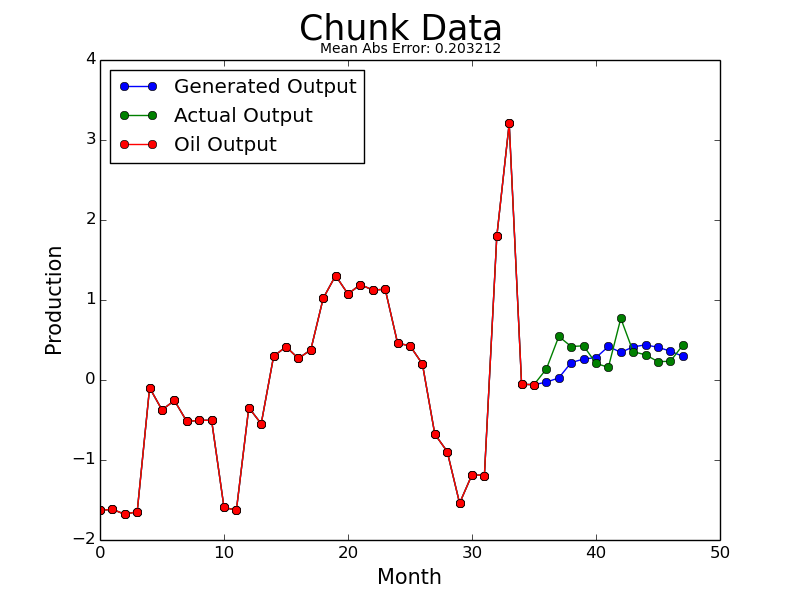 Chunk Data
Mean Abs Error: 0.203212
Generated Output
Actual Output
Oil Output
4
3
2
1
0
−1
−2
Production
0 10 20 30 40 50
Month